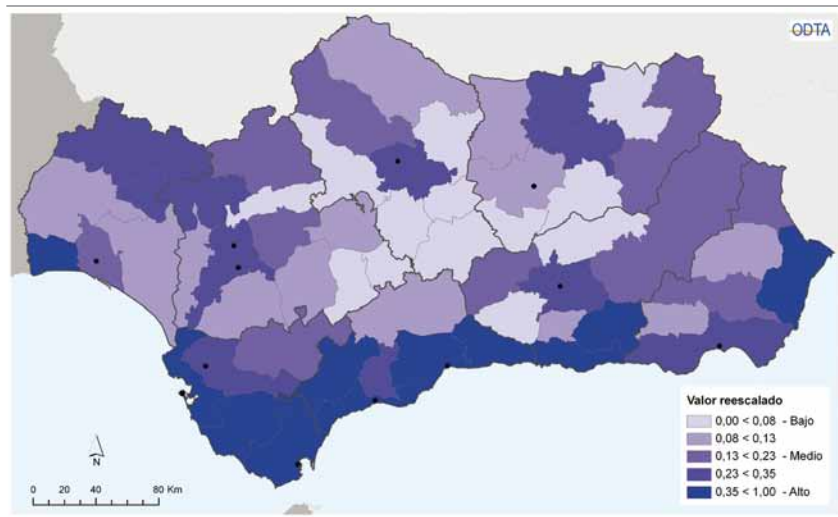 ODTA
Valor reescalado
0,00 < 0,08 - Bajo
0,08 < 0,13
0,13 < 0,23 - Medio
0,23 < 0,35
0,35 < 1,00 - Alto
N
0 20 40 80 Km